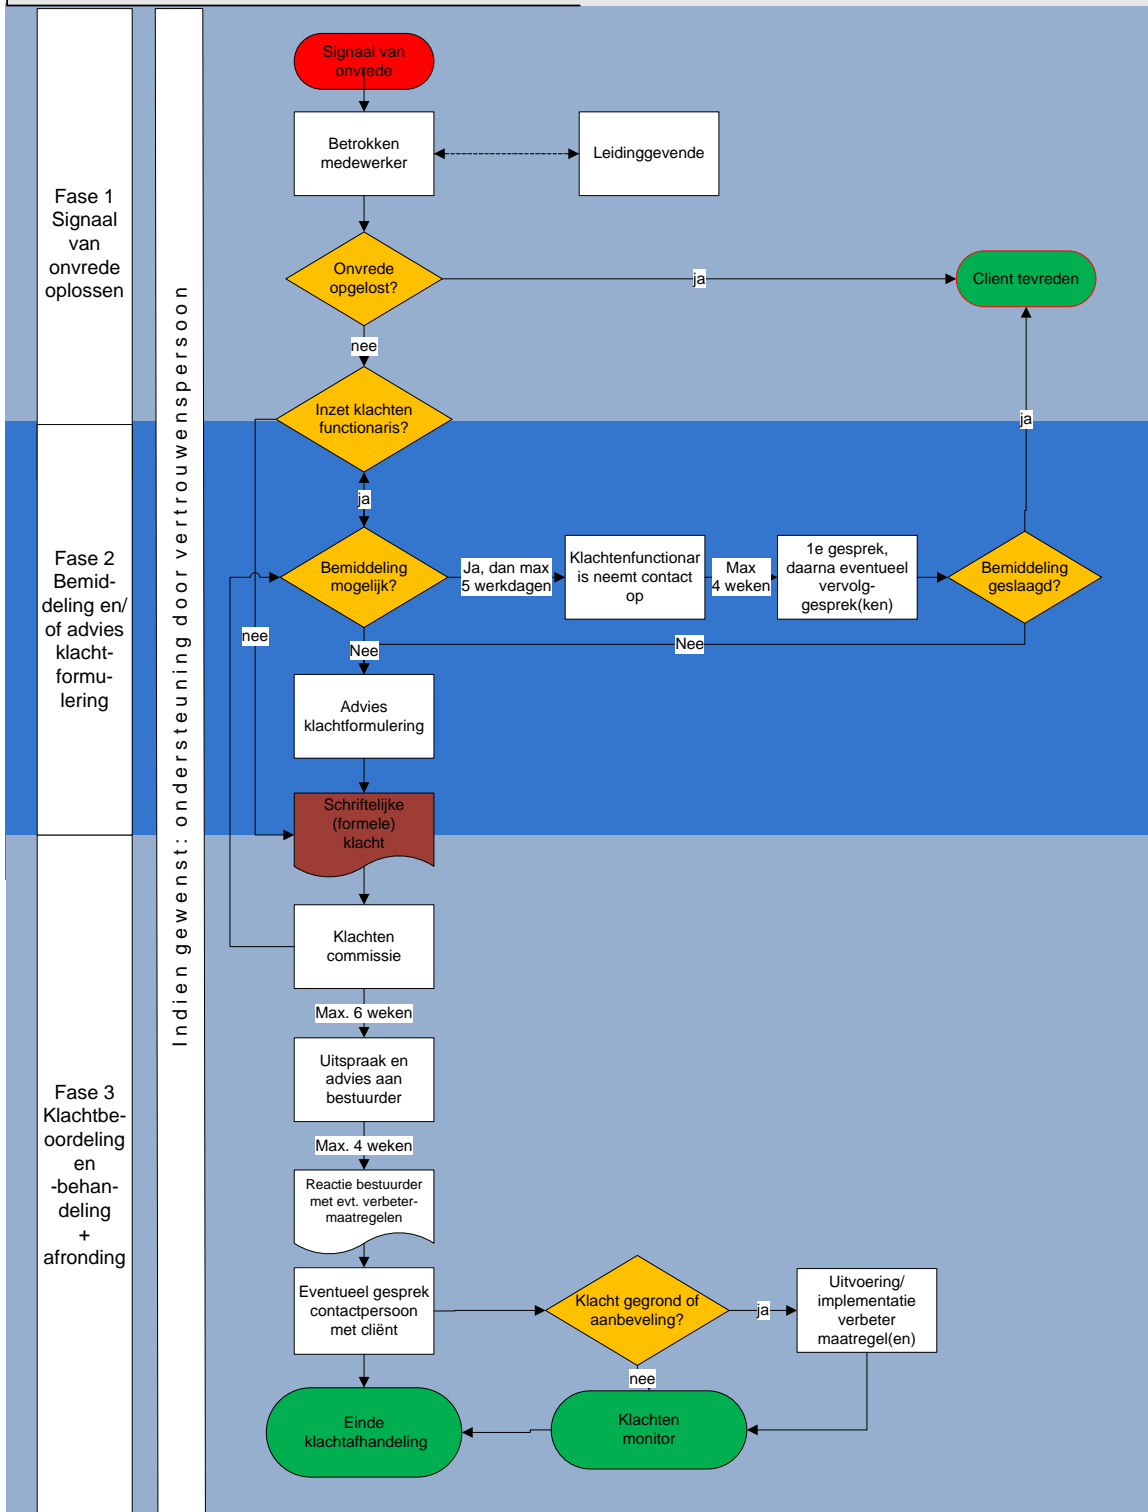 Signaal van
onvrede
Betrokken
medewerker
Leidinggevende
Fase 1
Signaal
van
onvrede
oplossen
Onvrede
opgelost?
ja
Client tevreden
nee
Inzet klachten
functionaris?
ja
ja
Indien gewenst: ondersteuning door vertrouwenspersoon
Fase 2
Bemid-
deling en/
of advies
klacht-
formu-
lering
Bemiddeling
mogelijk?
Ja, dan max
5 werkdagen
Klachtenfunctionar
is neemt contact
op
Max
4 weken
1e gesprek,
daarna eventueel
vervolg-
gesprek(ken)
Bemiddeling
geslaagd?
nee
Nee
Nee
Advies
klachtformulering
Schriftelijke
(formele)
klacht
Klachten
commissie
Max. 6 weken
Uitspraak en
advies aan
bestuurder
Fase 3
Klachtbe-
oordeling
en
-behan-
deling
+
afronding
Max. 4 weken
Reactie bestuurder
met evt. verbeter-
maatregelen
Eventueel gesprek
contactpersoon
met cliënt
Klacht gegrond of
aanbeveling?
ja
Uitvoering/
implementatie
verbeter
maatregel(en)
nee
Einde
klachtafhandeling
Klachten
monitor